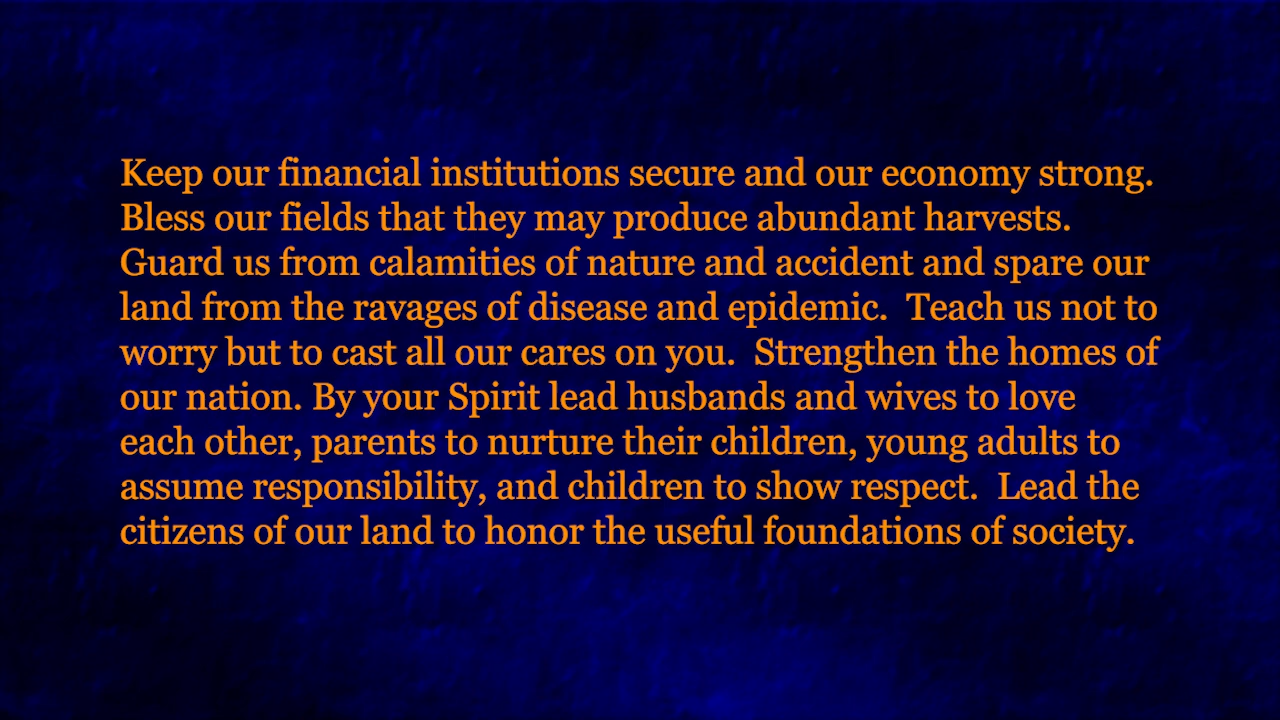 Keep our financial institutions secure and our economy strong.
Bless our fields that they may produce abundant harvests.
Guard us from calamities of nature and accident and spare our
land from the ravages of disease and epidemic.  Teach us not to
worry but to cast all our cares on you.  Strengthen the homes of
our nation. By your Spirit lead husbands and wives to love
each other, parents to nurture their children, young adults to
assume responsibility, and children to show respect.  Lead the
citizens of our land to honor the useful foundations of society.